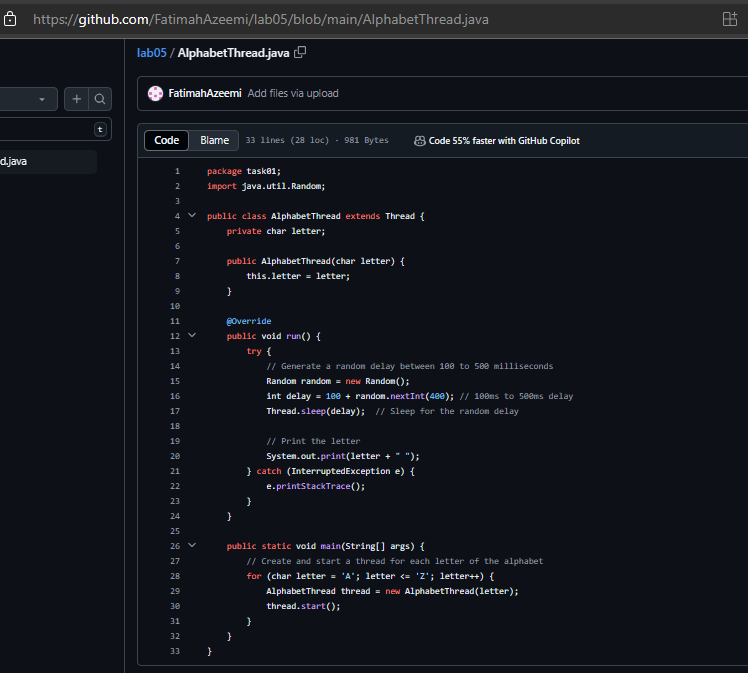 https://github.com/FatimahAzeemi/lab05/blob/main/AlphabetThread.java
lab05 / AlphabetThread.java
FatimahAzeemi Add files via upload
t
d.java
Code Blame 33 lines (28 loc) · 981 Bytes Code 55% faster with GitHub Copilot
1 package task01;
2 import java.util.Random;
3
4 public class AlphabetThread extends Thread {
5 private char letter;
6
7 public AlphabetThread(char letter) {
8 this.letter = letter;
9 }
10
11 @Override
12 public void run() {
13 try {
14 // Generate a random delay between 100 to 500 milliseconds
15 Random random = new Random();
16 int delay = 100 + random.nextInt(400); // 100ms to 500ms delay
17 Thread.sleep(delay); // Sleep for the random delay
18
19 // Print the letter
20 System.out.print(letter + " ");
21 } catch (InterruptedException e) {
22 e.printStackTrace();
23 }
24 }
25
26 public static void main(String[] args) {
27 // Create and start a thread for each letter of the alphabet
28 for (char letter = 'A'; letter <= 'Z'; letter++) {
29 AlphabetThread thread = new AlphabetThread(letter);
30 thread.start();
31 }
32 }
33 }